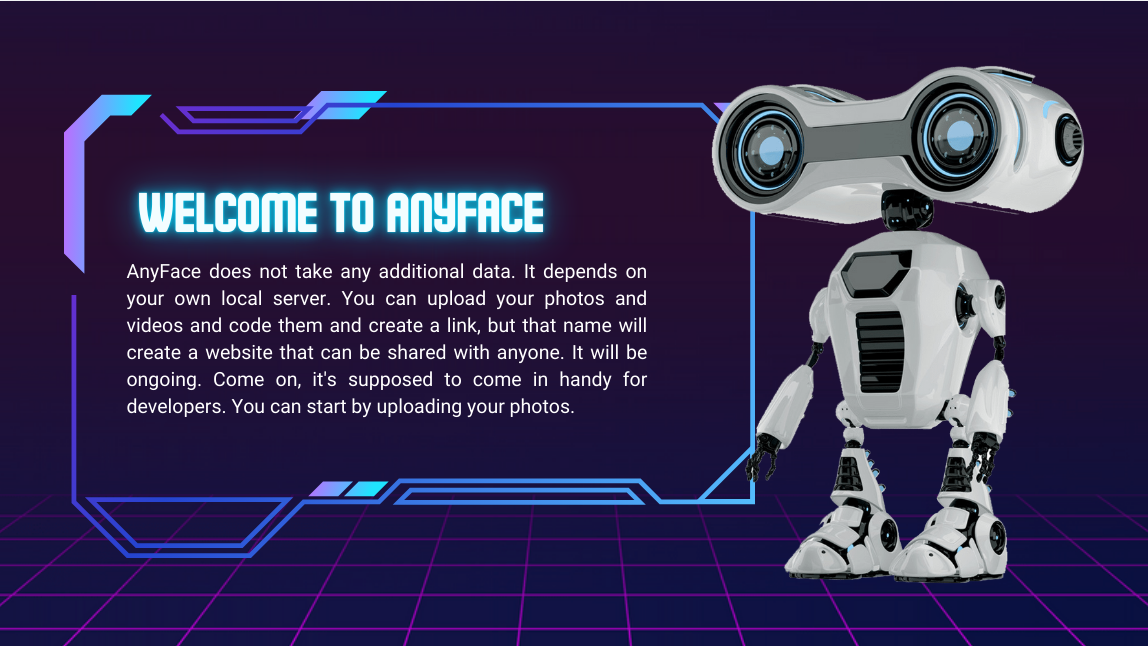 WELCOME TO ANYFACE
AnyFace does not take any additional data. It depends on
your own local server. You can upload your photos and
videos and code them and create a link, but that name will
create a website that can be shared with anyone. It will be
ongoing. Come on, it's supposed to come in handy for
developers. You can start by uploading your photos.